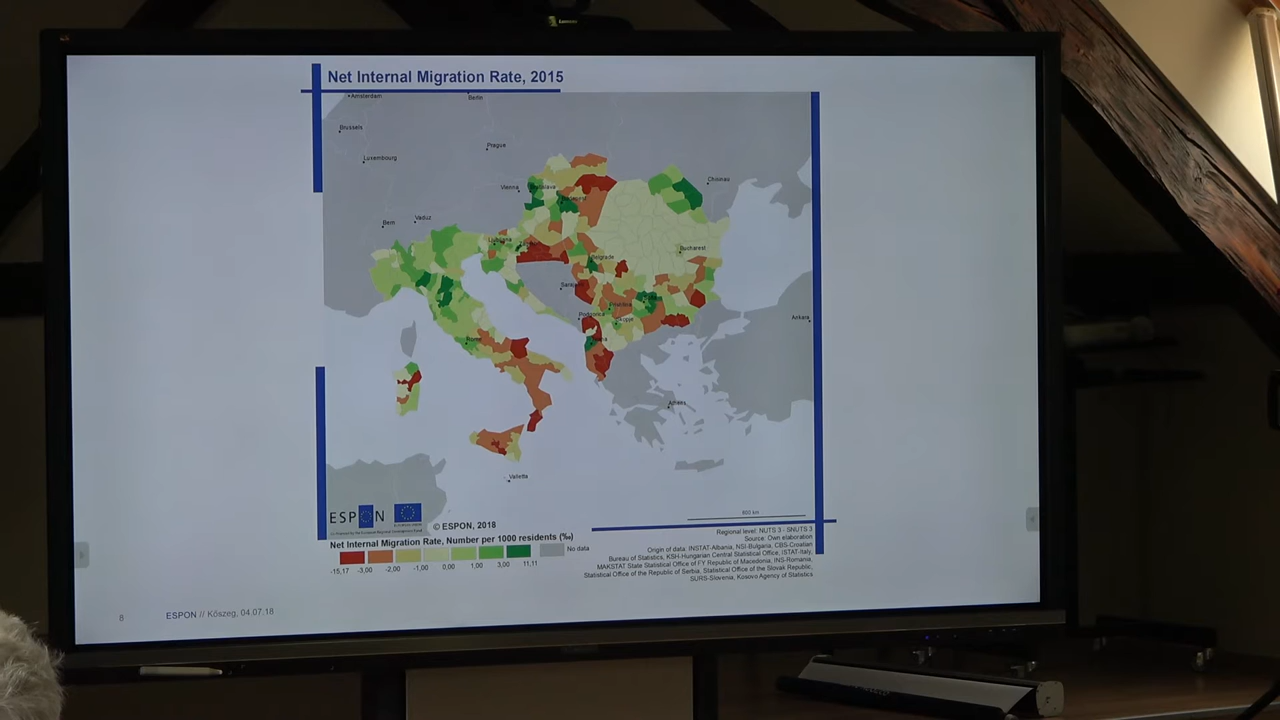 Net Internal Migration Rate, 2015
Amsterdam
Berlin
Brussels
Luxembourg
Prague
Vienna
Bratislava
Chisinau
Bern
Vaduz
Budapest
Ljubljana
Bucharest
Belgrade
Sarajevo
Podgorica
Skopje
Ankara
Rome
Athens
Valletta
ESPON
© ESPON, 2018
800 km
Regional level: NUTS 3 - SNUTS 3
Source: Own elaboration
Origin of data: INSTAT-Albania, NSI-Bulgaria, CBS-Croatian
Bureau of Statistics, KSH-Hungarian Central Statistical Office, ISTAT-Italy,
MAKSTAT State Statistical Office of FY Republic of Macedonia, INS-Romania,
Statistical Office of the Republic of Serbia, Statistical Office of the Slovak Republic,
SURS-Slovenia, Kosovo Agency of Statistics
Net Internal Migration Rate, Number per 1000 residents (‰)
No data
-15,17 -3,00 -2,00 -1,00 0,00 1,00 3,00 11,11
8 ESPON // Kőszeg, 04.07.18